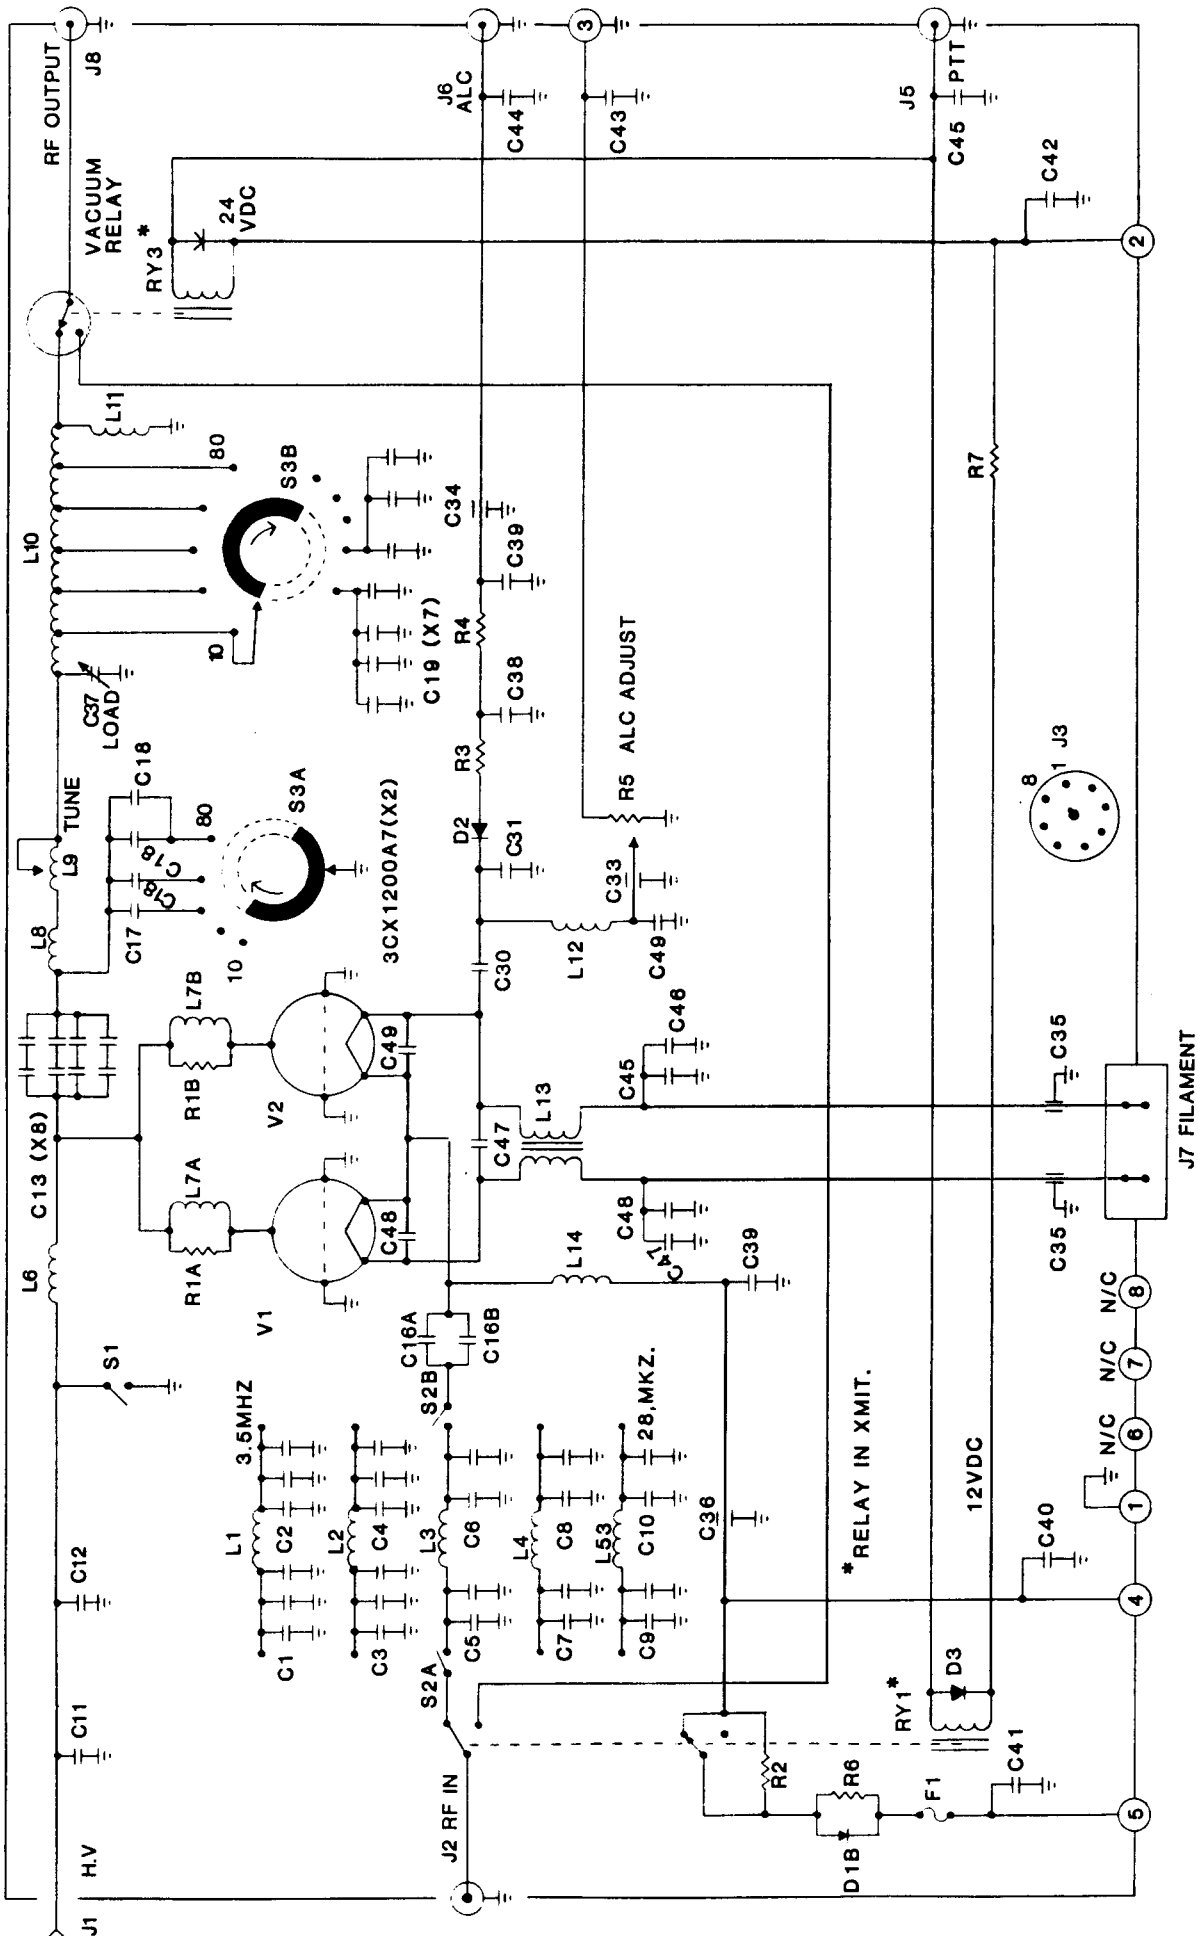 J1
H.V
C11
C12
S1
L6
C13 (X8)
L8
L9
TUNE
C37
LOAD
L10
L11
VACUUM
RELAY
RF OUTPUT
J8
R1A
L7A
R1B
L7B
C17
C18
C18
C18
80
10
S3A
10
80
S3B
RY3 *
24
VDC
V1
V2
3CX1200A7(X2)
C19 (X7)
L1
3.5MHZ
C1
C2
L2
C3
C4
C48
C49
C16A
S2A
S2B
L3
C5
C6
C16B
J2 RF IN
C47
C30
D2
R3
R4
C34
J6
ALC
C31
C38
C39
C44
L4
C7
C8
L13
L12
C33
C43
3
L53
C9
C10
28,MKZ.
L14
C48
C47
C45
C46
C49
R5
ALC ADJUST
C36
C39
R2
D1B
R6
F1
* RELAY IN XMIT.
RY1*
D3
J5
PTT
C45
12VDC
R7
C41
C40
C35
C35
8
1
J3
C42
5
4
1
6
N/C
7
N/C
8
N/C
2
J7 FILAMENT